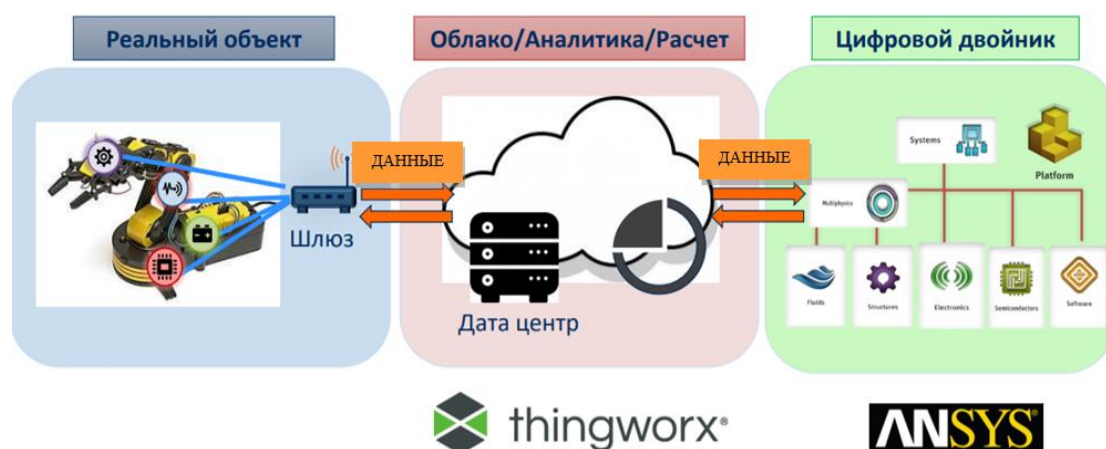 Реальный объект
Облако/Аналитика/Расчет
Цифровой двойник
ДАННЫЕ
ДАННЫЕ
Шлюз
Дата центр
Systems
Platform
Multiphysics
Fluids
Structures
Electronics
Semiconductors
Software
thingworx®
ANSYS®